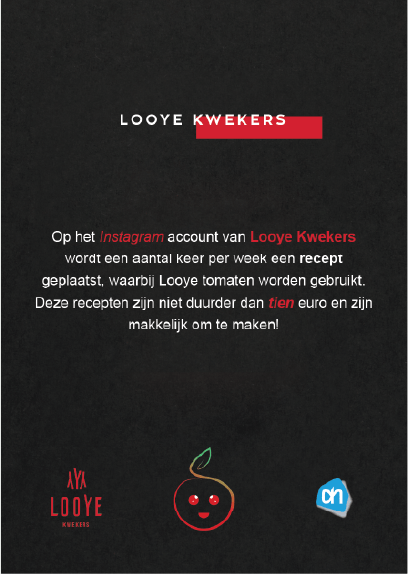 LOOYE KWEKERS
Op het Instagram account van Looye Kwekers
wordt een aantal keer per week een recept
geplaatst, waarbij Looye tomaten worden gebruikt.
Deze recepten zijn niet duurder dan tien euro en zijn
makkelijk om te maken!
LOOYE
KWEKERS
ah